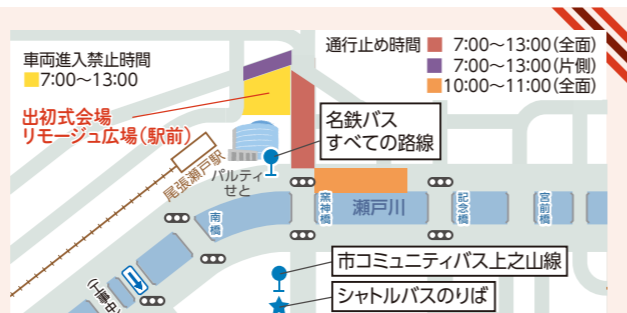 車両進入禁止時間
7:00〜13:00
通行止め時間
7:00〜13:00(全面)
7:00〜13:00(片側)
10:00〜11:00(全面)
出初式会場
リモージュ広場(駅前)
名鉄バス
すべての路線
尾張瀬戸駅
パルティ
せと
南橋
窯神橋
瀬戸川
記念橋
宮前橋
市コミュニティバス上之山線
シャトルバスのりば
(工事中